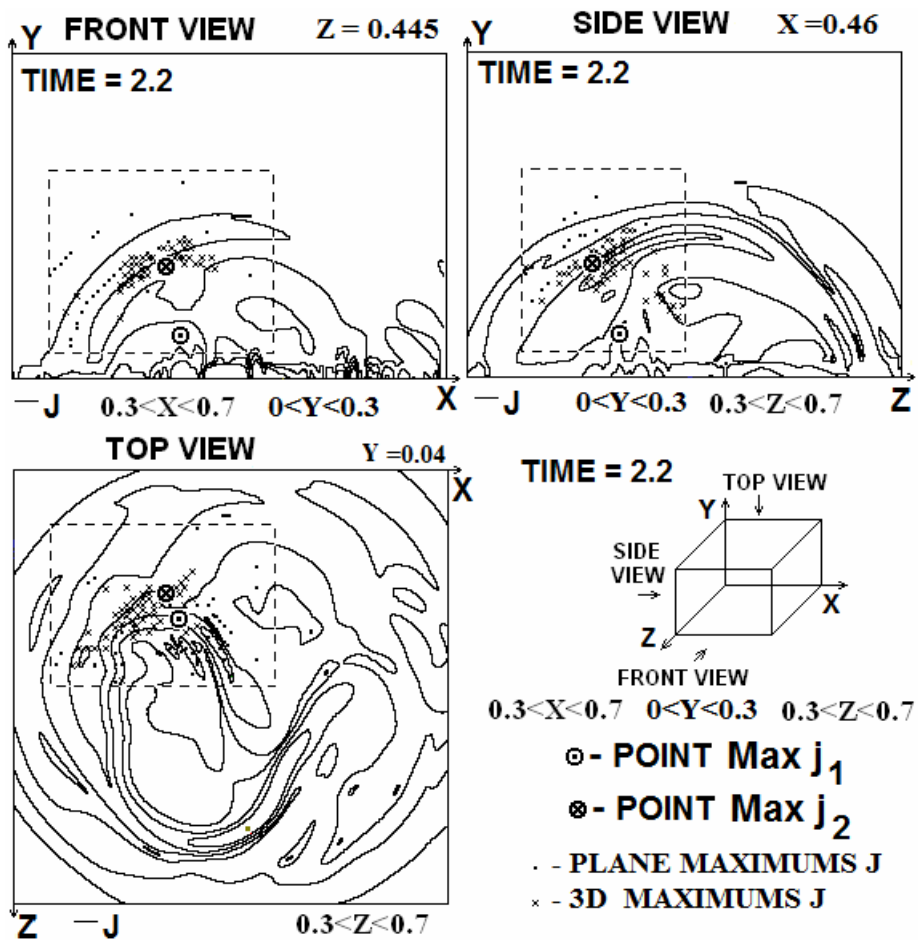 Y FRONT VIEW Z = 0.445
TIME = 2.2
—J 0.3<X<0.7 0<Y<0.3 X
Y SIDE VIEW X =0.46
TIME = 2.2
—J 0<Y<0.3 0.3<Z<0.7 Z
TOP VIEW Y =0.04
X
Z —J 0.3<Z<0.7
TIME = 2.2
TOP VIEW
Y
SIDE
VIEW
X
Z
FRONT VIEW
0.3<X<0.7 0<Y<0.3 0.3<Z<0.7
⊙- POINT Max j1
⊗- POINT Max j2
. - PLANE MAXIMUMS J
× - 3D MAXIMUMS J